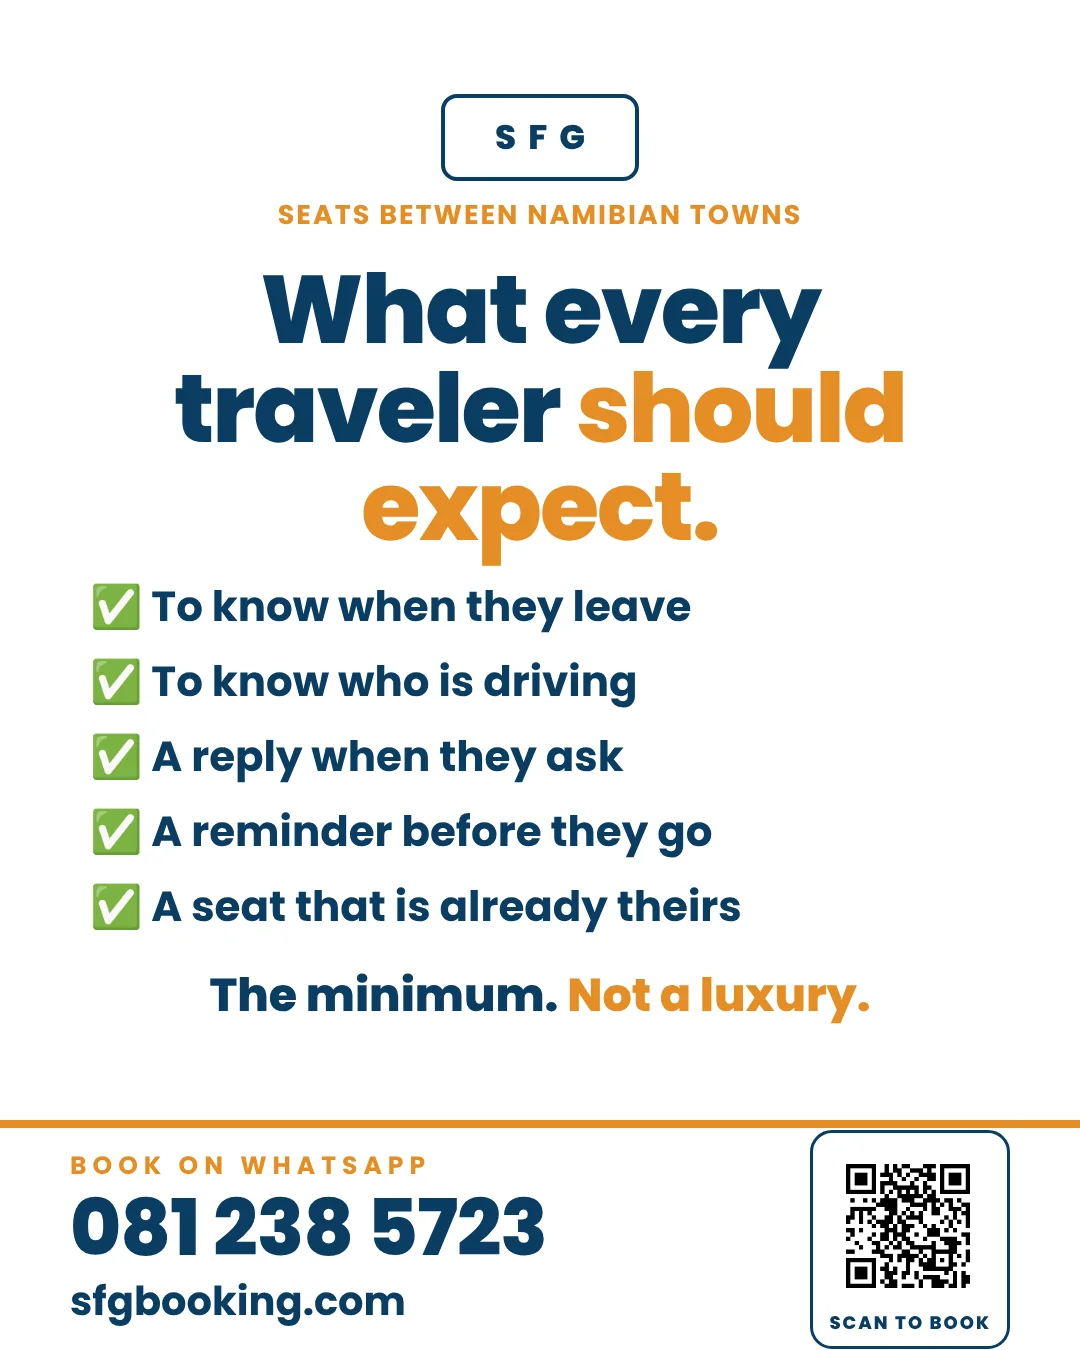 SFG
SEATS BETWEEN NAMIBIAN TOWNS
What every
traveler should
expect.
✅ To know when they leave
✅ To know who is driving
✅ A reply when they ask
✅ A reminder before they go
✅ A seat that is already theirs
The minimum. Not a luxury.
BOOK ON WHATSAPP
081 238 5723
sfgbooking.com
SCAN TO BOOK